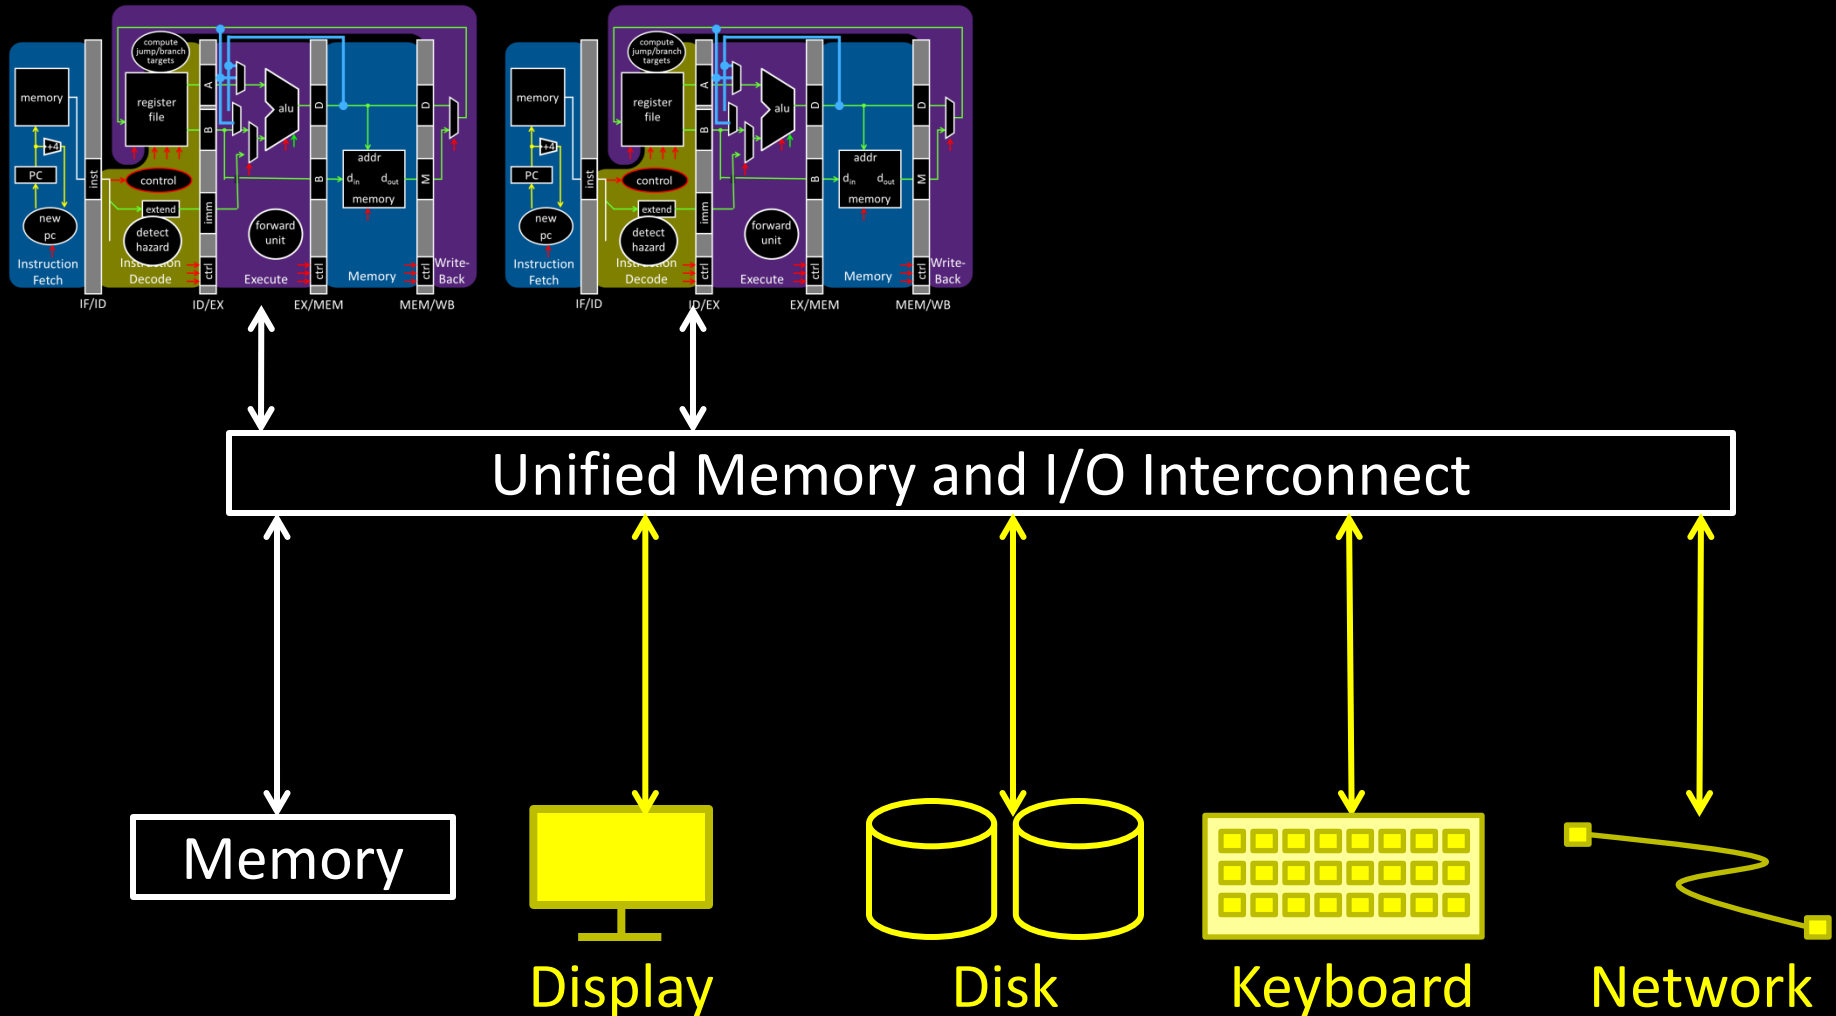 compute
jump/branch
targets
memory
register
file
A
B
alu
D
D
+4
PC
inst
control
addr
d_in
d_out
memory
B
M
new
pc
extend
imm
detect
hazard
forward
unit
Instruction
Fetch
Instruction
Decode
ctrl
Execute
ctrl
Memory
ctrl
Write-
Back
IF/ID
ID/EX
EX/MEM
MEM/WB
compute
jump/branch
targets
memory
register
file
A
B
alu
D
D
+4
PC
inst
control
addr
d_in
d_out
memory
B
M
new
pc
extend
imm
detect
hazard
forward
unit
Instruction
Fetch
Instruction
Decode
ctrl
Execute
ctrl
Memory
ctrl
Write-
Back
IF/ID
ID/EX
EX/MEM
MEM/WB
Unified Memory and I/O Interconnect
Memory
Display
Disk
Keyboard
Network